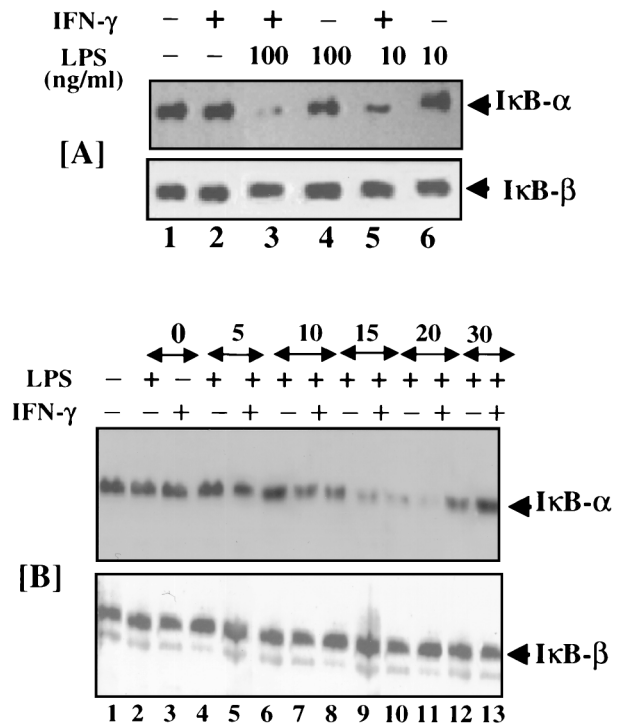 IFN-γ – + + – + –
LPS – – 100 100 10 10
(ng/ml)
IκB-α
[A]
IκB-β
1 2 3 4 5 6
0 5 10 15 20 30
LPS – + – + + + + + + + + + +
IFN-γ – – + – + – + – + – + – +
IκB-α
[B]
IκB-β
1 2 3 4 5 6 7 8 9 10 11 12 13